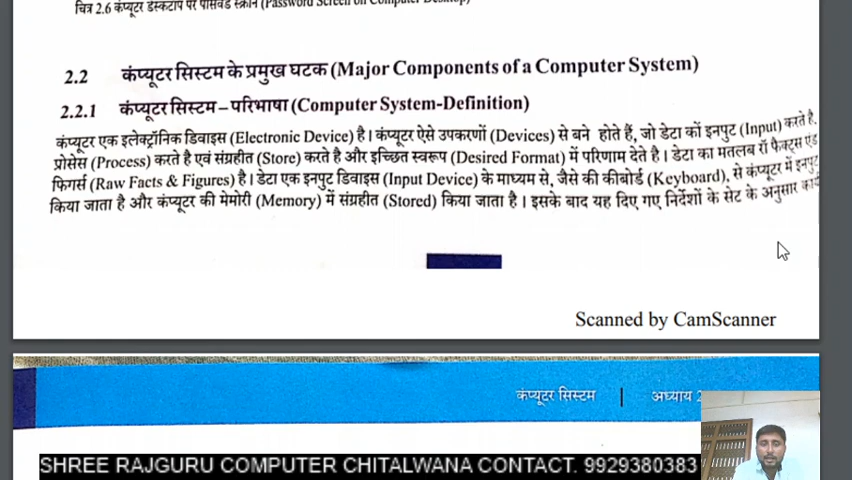 चित्र 2.6 कंप्यूटर डेस्कटॉप पर पासवर्ड स्क्रीन (Password Screen on Computer Desktop)
2.2 कंप्यूटर सिस्टम के प्रमुख घटक (Major Components of a Computer System)
2.2.1 कंप्यूटर सिस्टम – परिभाषा (Computer System-Definition)
कंप्यूटर एक इलेक्ट्रॉनिक डिवाइस (Electronic Device) है। कंप्यूटर ऐसे उपकरणों (Devices) से बने होते हैं, जो डेटा कों इनपुट (Input) करते है.
प्रोसेस (Process) करते है एवं संग्रहीत (Store) करते है और इच्छित स्वरूप (Desired Format) में परिणाम देते है। डेटा का मतलब रॉ फैक्ट्स एंड
फिगर्स (Raw Facts & Figures) है। डेटा एक इनपुट डिवाइस (Input Device) के माध्यम से, जैसे की कीबोर्ड (Keyboard), से कंप्यूटर में इनपुट
किया जाता है और कंप्यूटर की मेमोरी (Memory) में संग्रहीत (Stored) किया जाता है। इसके बाद यह दिए गए निर्देशों के सेट के अनुसार कार्य
Scanned by CamScanner
कंप्यूटर सिस्टम | अध्याय 2
SHREE RAJGURU COMPUTER CHITALWANA CONTACT. 9929380383